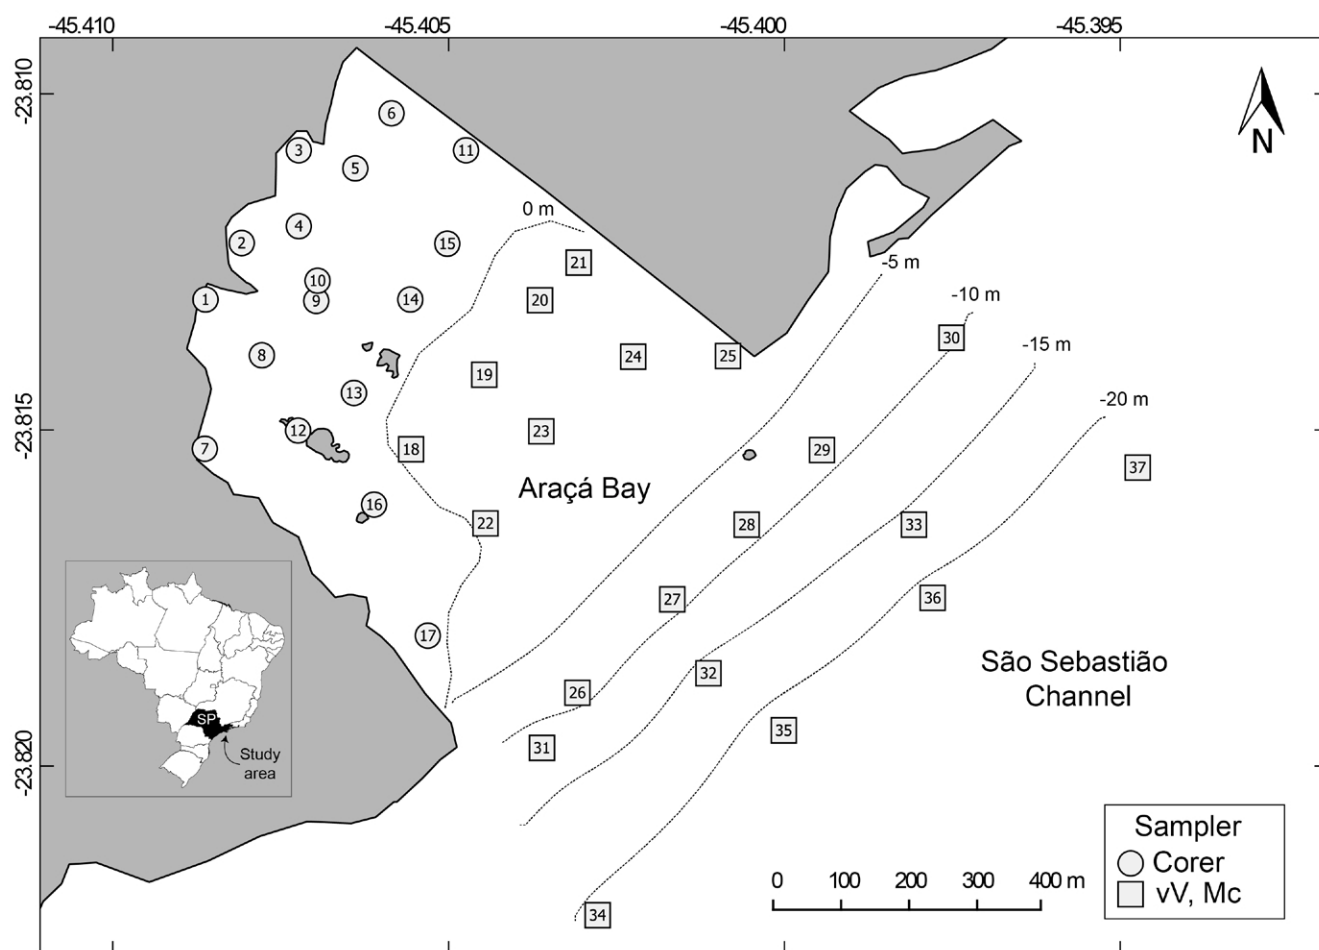 -45.410
-45.405
-45.400
-45.395
-23.810
-23.815
-23.820
N
6
3
11
5
0 m
4
2
15
21
-5 m
10
1
9
14
20
-10 m
30
8
24
25
-15 m
19
13
-20 m
12
23
7
18
29
37
Araçá Bay
16
22
28
33
27
36
17
São Sebastião
Channel
32
26
SP
35
31
Study
area
34
Sampler
Corer
vV, Mc
0 100 200 300 400 m